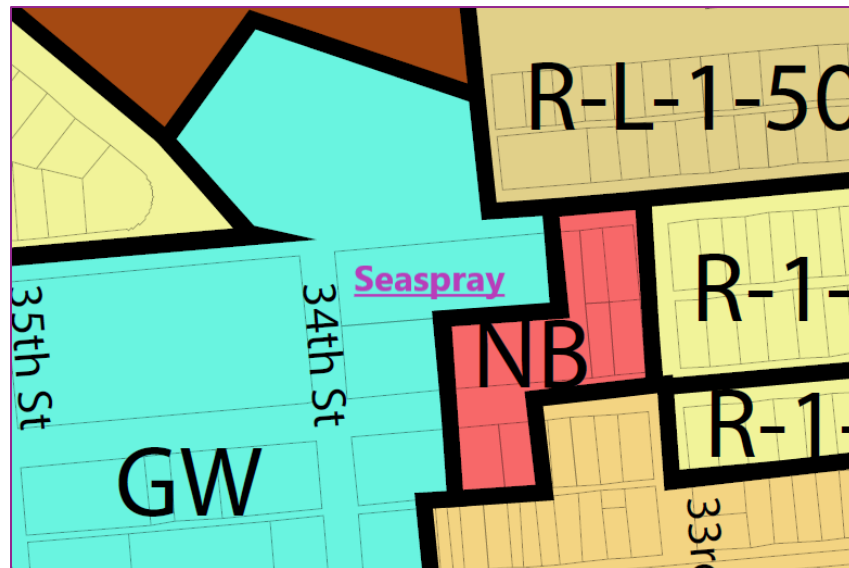 R-L-1-50
Seaspray
R-1-
35th St
34th St
NB
R-1-
GW
33r